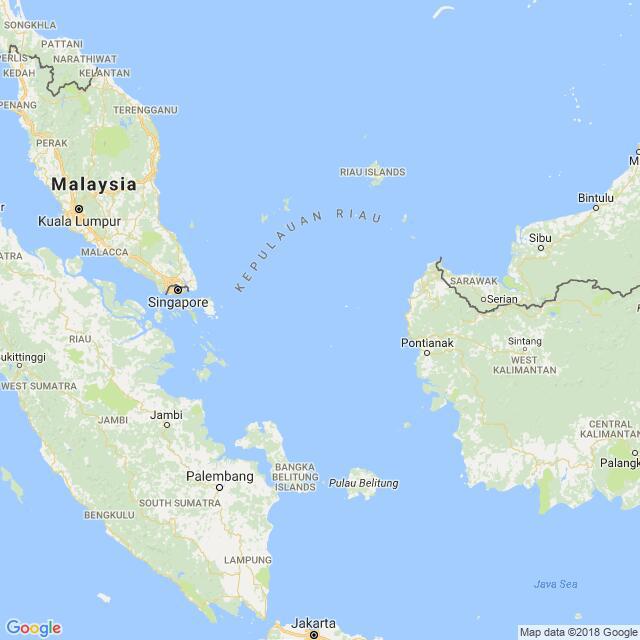 SONGKHLA
PATTANI
PERLIS
NARATHIWAT
KEDAH
KELANTAN
PENANG
TERENGGANU
PERAK
RIAU ISLANDS
Malaysia
Bintulu
Kuala Lumpur
KEPULAUAN RIAU
Sibu
MALACCA
SARAWAK
Singapore
Serian
RIAU
Pontianak
Sintang
ukittinggi
WEST
KALIMANTAN
WEST SUMATRA
Jambi
JAMBI
CENTRAL
KALIMANTAN
Palangk
Palembang
BANGKA
BELITUNG
ISLANDS
Pulau Belitung
SOUTH SUMATRA
BENGKULU
LAMPUNG
Java Sea
Jakarta
Google
Map data ©2018 Google